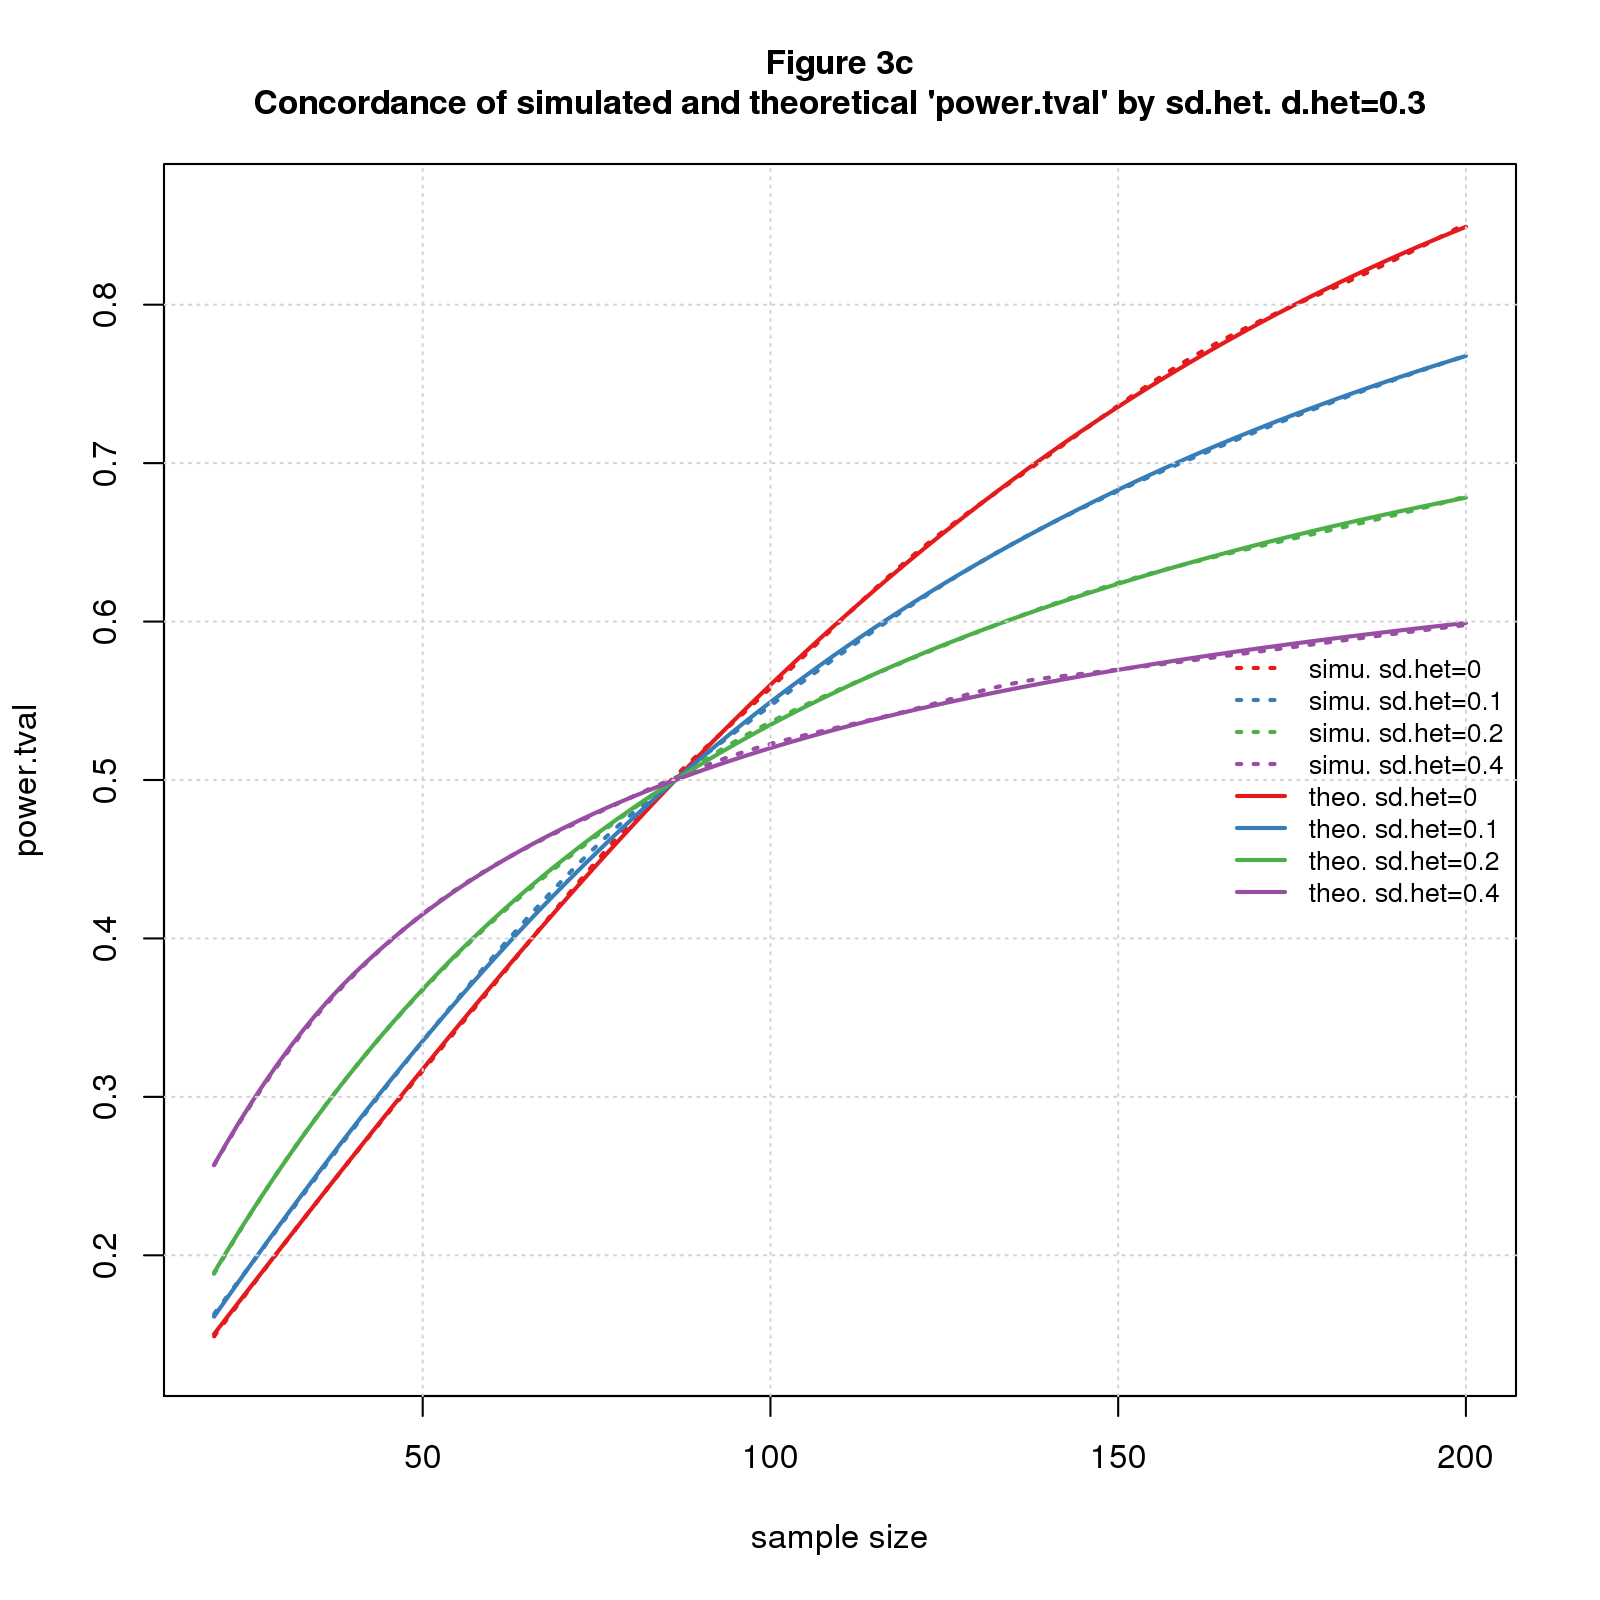 Figure 3c
Concordance of simulated and theoretical 'power.tval' by sd.het. d.het=0.3
power.tval
0.8
0.7
0.6
0.5
0.4
0.3
0.2
simu. sd.het=0
simu. sd.het=0.1
simu. sd.het=0.2
simu. sd.het=0.4
theo. sd.het=0
theo. sd.het=0.1
theo. sd.het=0.2
theo. sd.het=0.4
50 100 150 200
sample size